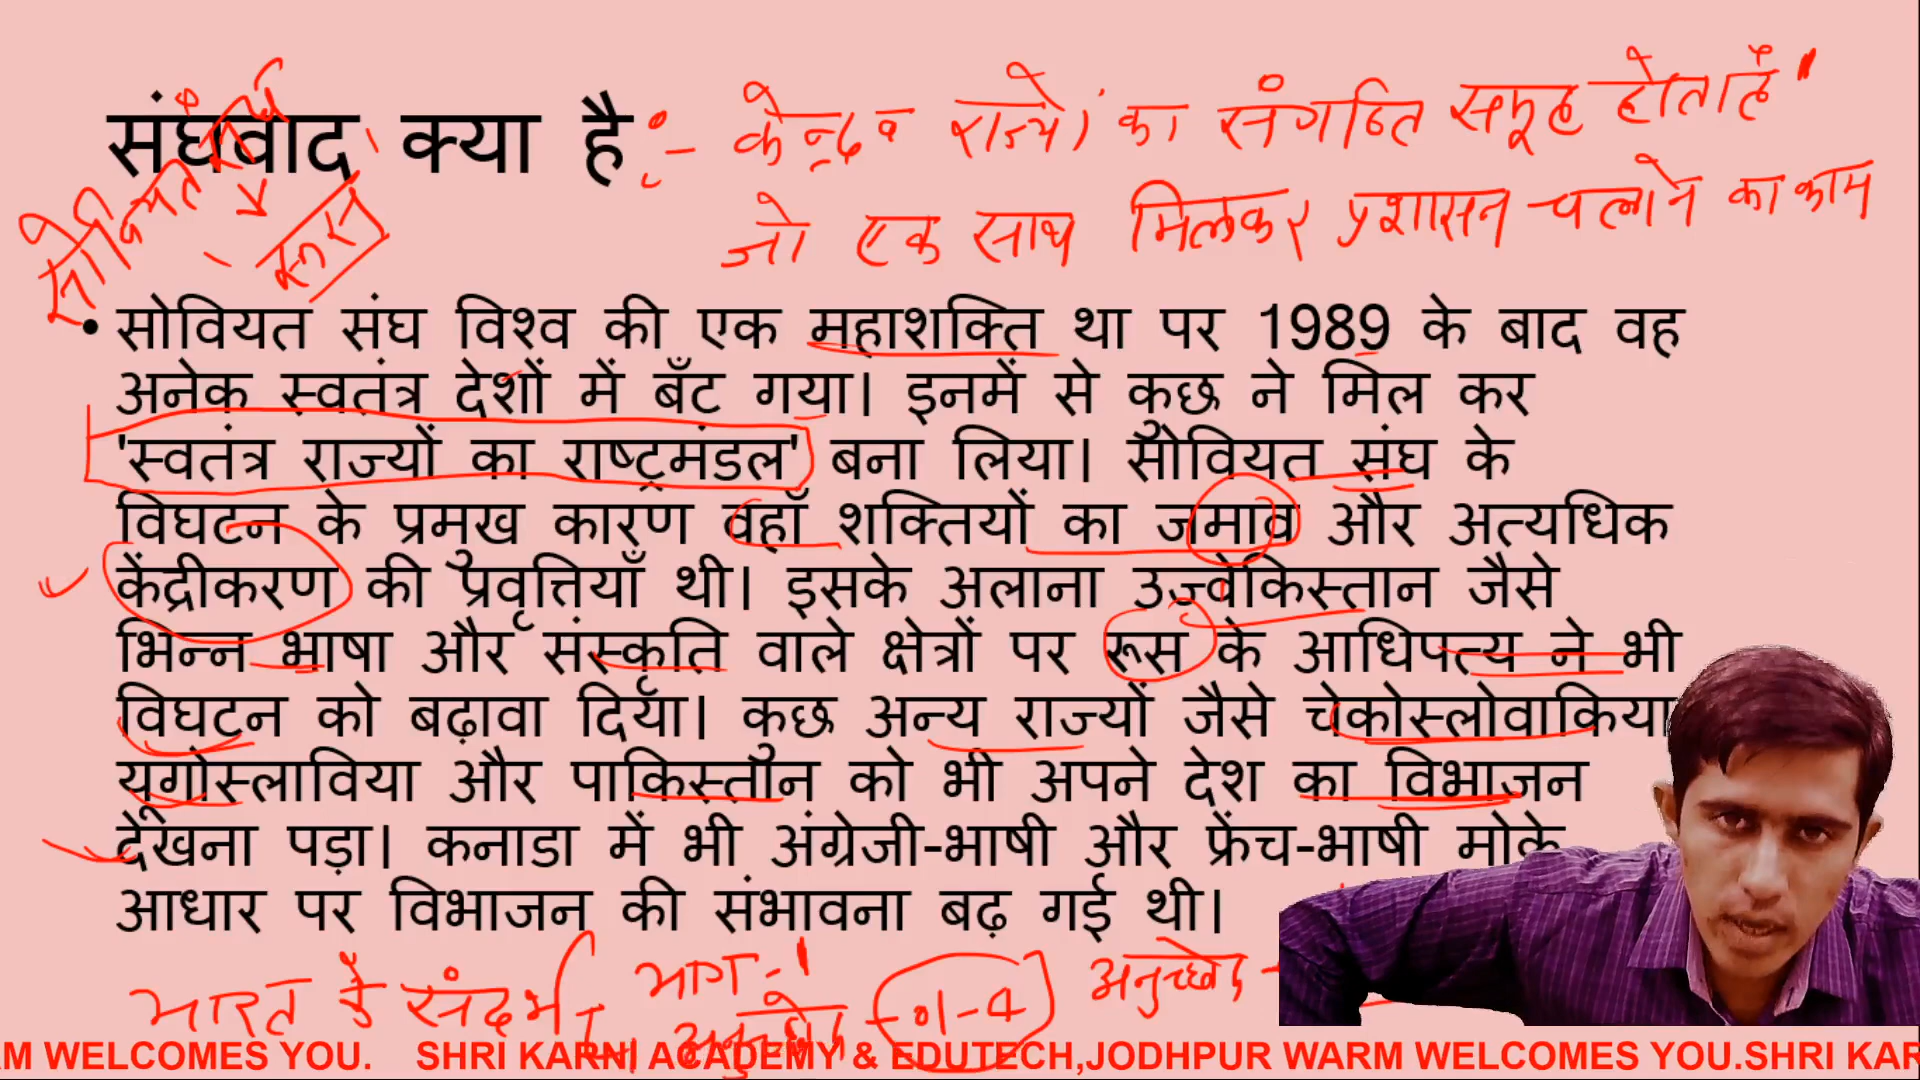 संघवाद क्या है :- केन्द्र व राज्यों का संगठित समूह होता है
जो एक साथ मिलकर प्रशासन चलाने का काम
सोवियत संघ
रूस
• सोवियत संघ विश्व की एक महाशक्ति था पर 1989 के बाद वह
अनेक स्वतंत्र देशों में बँट गया। इनमें से कुछ ने मिल कर
'स्वतंत्र राज्यों का राष्ट्रमंडल' बना लिया। सोवियत संघ के
विघटन के प्रमुख कारण वहाँ शक्तियों का जमाव और अत्यधिक
केंद्रीकरण की प्रवृत्तियाँ थी। इसके अलाना उज्वेकिस्तान जैसे
भिन्न भाषा और संस्कृति वाले क्षेत्रों पर रूस के आधिपत्य ने भी
विघटन को बढ़ावा दिया। कुछ अन्य राज्यों जैसे चेकोस्लोवाकिया
यूगोस्लाविया और पाकिस्तान को भी अपने देश का विभाजन
देखना पड़ा। कनाडा में भी अंग्रेजी-भाषी और फ्रेंच-भाषी मोके
आधार पर विभाजन की संभावना बढ़ गई थी।
भारत के संदर्भ में भाग - 1 अनुच्छेद -
अनुच्छेद - 01-4
M WELCOMES YOU. SHRI KARNI ACADEMY & EDUTECH,JODHPUR WARM WELCOMES YOU.SHRI KAR